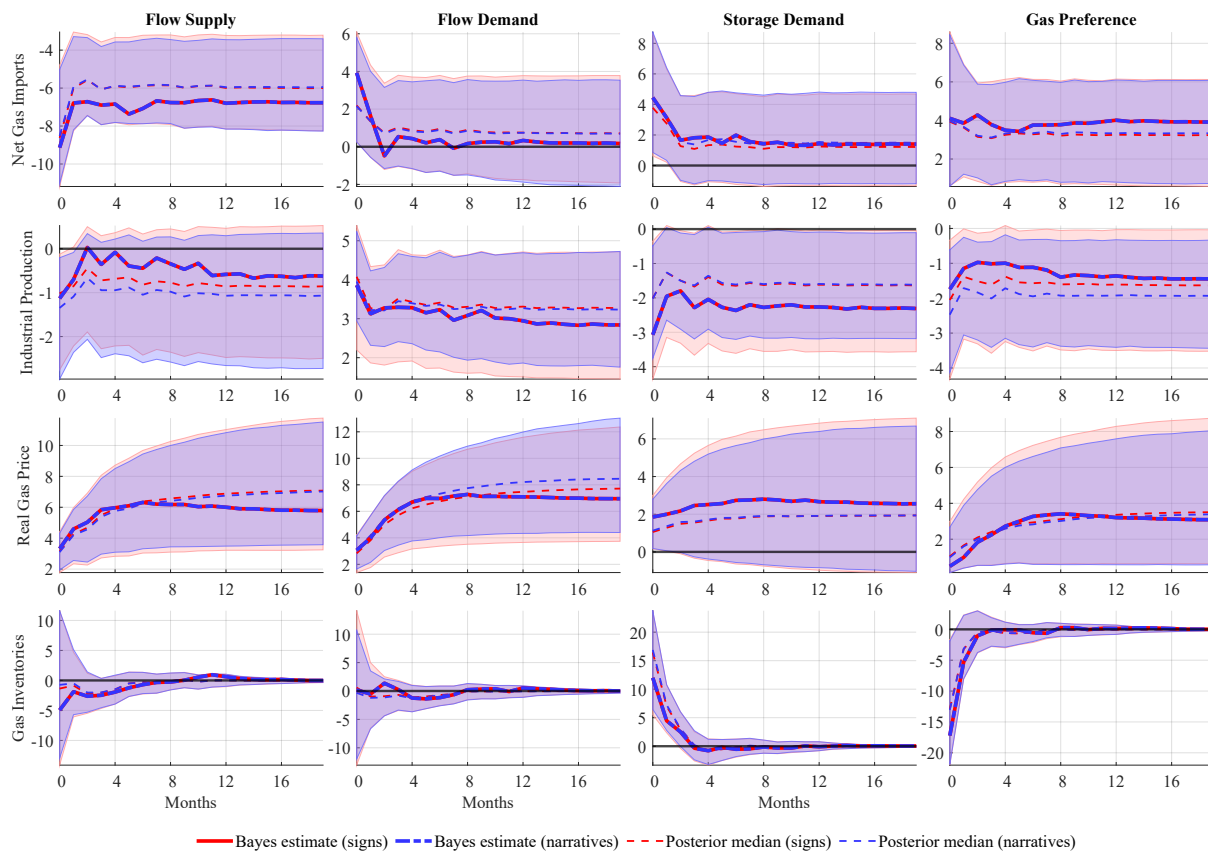 Flow Supply Flow Demand Storage Demand Gas Preference
Net Gas Imports
-4
-6
-8
-10
0 4 8 12 16
6
4
2
0
-2
0 4 8 12 16
8
6
4
2
0
0 4 8 12 16
8
6
4
2
0 4 8 12 16
Industrial Production
0
-1
-2
0 4 8 12 16
5
4
3
2
0 4 8 12 16
0
-1
-2
-3
-4
0 4 8 12 16
0
-1
-2
-3
-4
0 4 8 12 16
Real Gas Price
10
8
6
4
2
0 4 8 12 16
12
10
8
6
4
2
0 4 8 12 16
6
4
2
0
0 4 8 12 16
8
6
4
2
0 4 8 12 16
Gas Inventories
10
5
0
-5
-10
0 4 8 12 16
Months
10
5
0
-5
-10
0 4 8 12 16
Months
20
15
10
5
0
0 4 8 12 16
Months
0
-5
-10
-15
-20
0 4 8 12 16
Months
Bayes estimate (signs) Bayes estimate (narratives) Posterior median (signs) Posterior median (narratives)